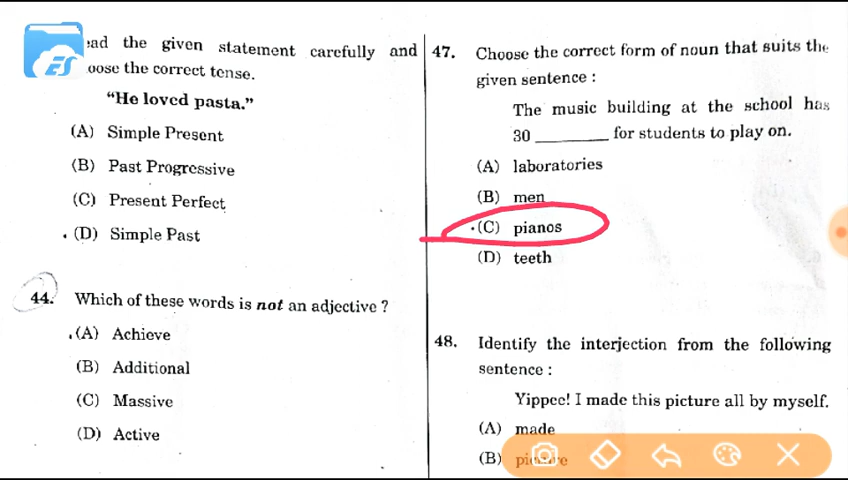 ead the given statement carefully and
oose the correct tense.
"He loved pasta."
(A) Simple Present
(B) Past Progressive
(C) Present Perfect
(D) Simple Past
44. Which of these words is not an adjective ?
(A) Achieve
(B) Additional
(C) Massive
(D) Active
47. Choose the correct form of noun that suits the
given sentence :
The music building at the school has
30 ________ for students to play on.
(A) laboratories
(B) men
(C) pianos
(D) teeth
48. Identify the interjection from the following
sentence :
Yippee! I made this picture all by myself.
(A) made
(B) picture
ES